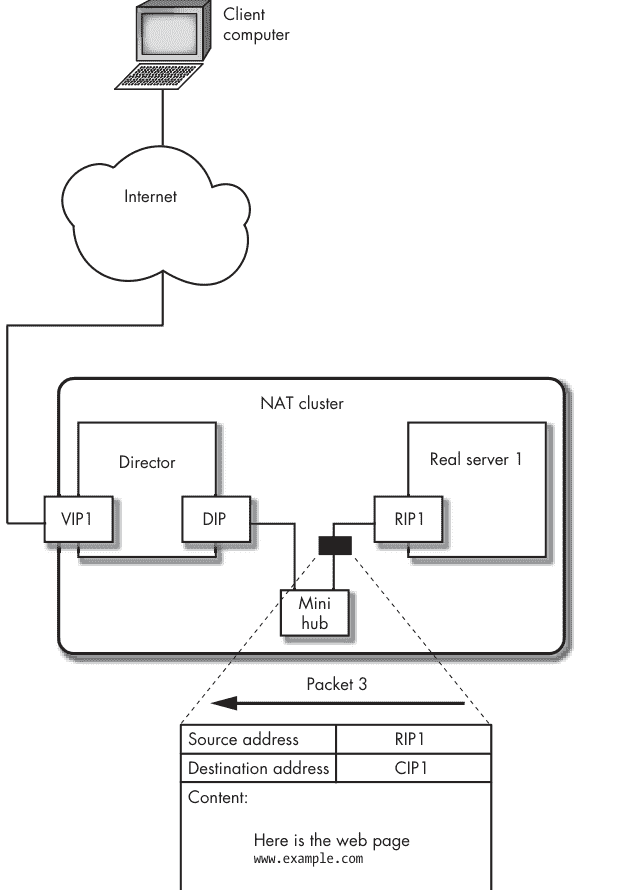 Client
computer
Internet
NAT cluster
Director
Real server 1
VIP1
DIP
RIP1
Mini
hub
Packet 3
Source address RIP1
Destination address CIP1
Content:
Here is the web page
www.example.com